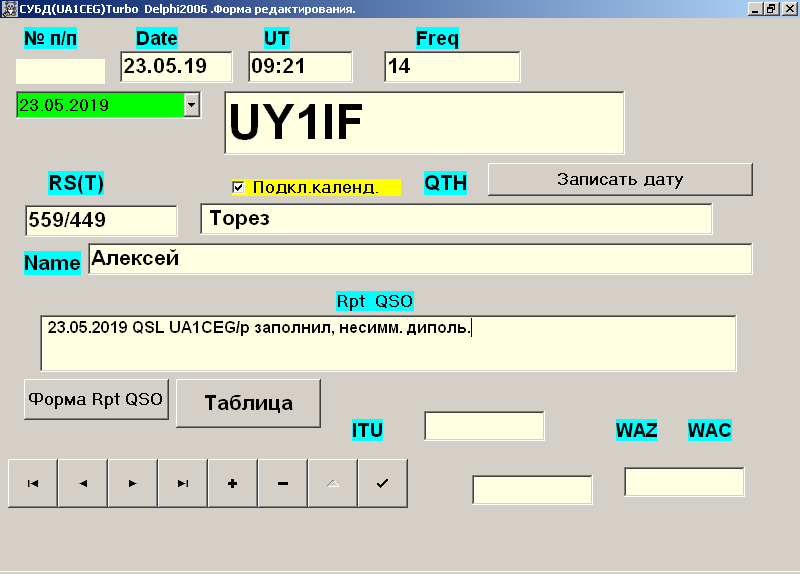 СУБД(UA1CEG)Turbo Delphi2006 .Форма редактирования.
№ п/п Date UT Freq
23.05.19 09:21 14
23.05.2019
UY1IF
RS(T) Подкл.календ. QTH Записать дату
559/449 Торез
Name Алексей
Rpt QSO
23.05.2019 QSL UA1CEG/p заполнил, несимм. диполь.
Форма Rpt QSO Таблица
ITU WAZ WAC